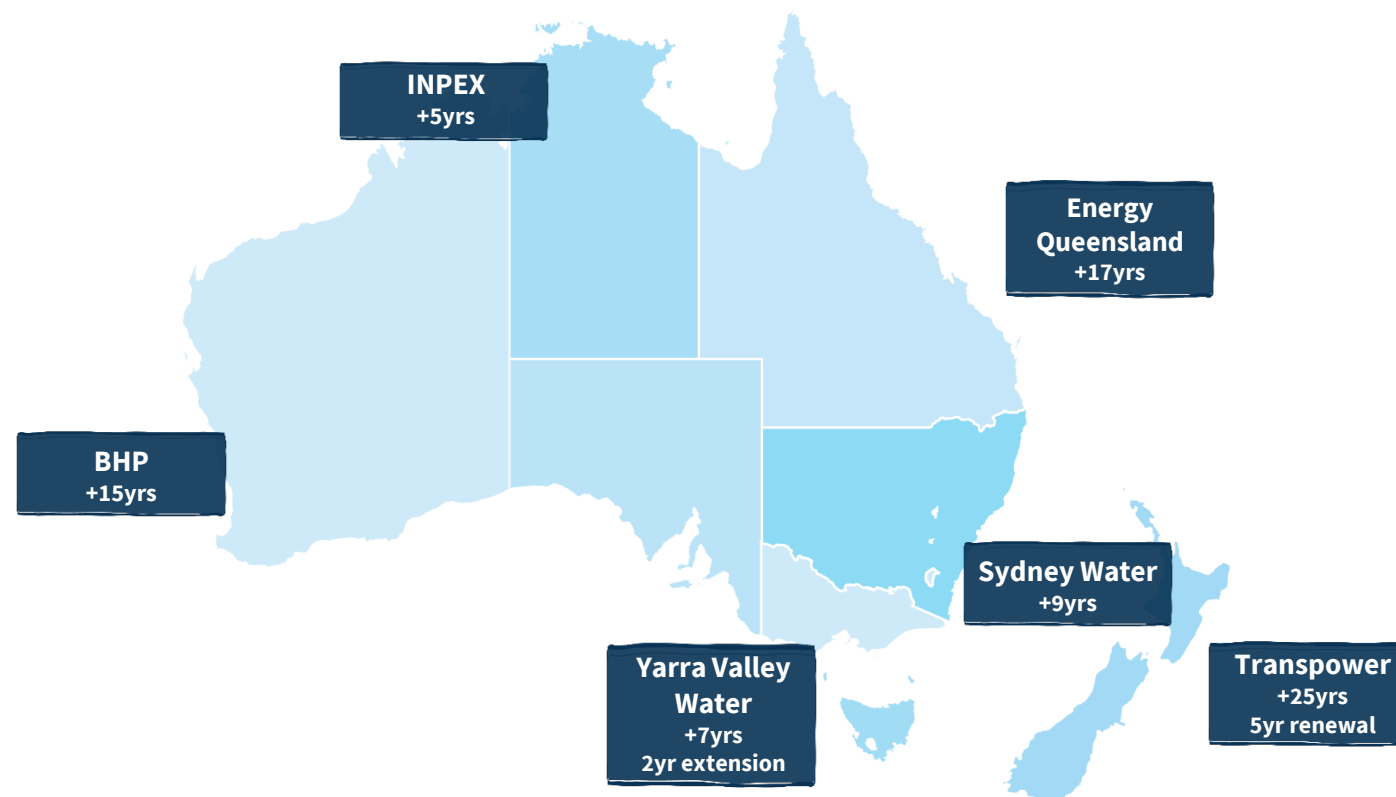 INPEX
+5yrs
Energy
Queensland
+17yrs
BHP
+15yrs
Sydney Water
+9yrs
Yarra Valley
Water
+7yrs
2yr extension
Transpower
+25yrs
5yr renewal